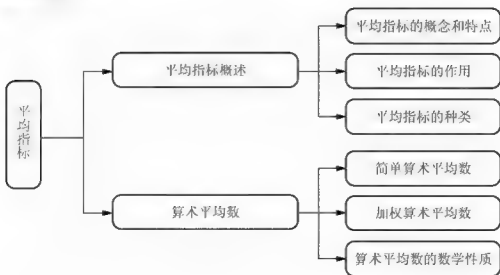 平均指标
平均指标概述
平均指标的概念和特点
平均指标的作用
平均指标的种类
算术平均数
简单算术平均数
加权算术平均数
算术平均数的数学性质